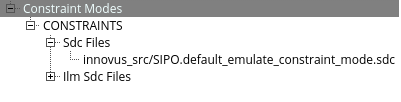 Constraint Modes
CONSTRAINTS
Sdc Files
innovus_src/SIPO.default_emulate_constraint_mode.sdc
Ilm Sdc Files